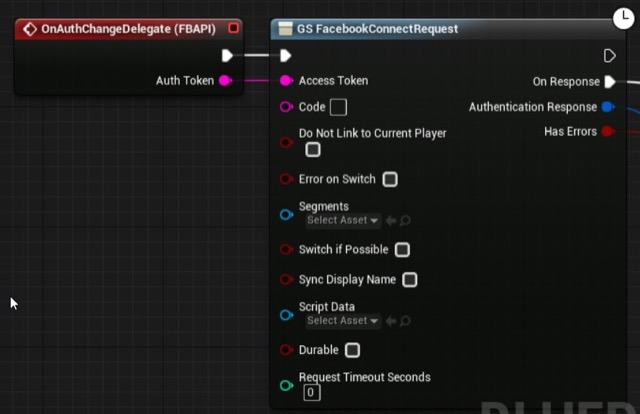 OnAuthChangeDelegate (FBAPI)
GS FacebookConnectRequest
Auth Token
Access Token
On Response
Code
Authentication Response
Do Not Link to Current Player
Has Errors
Error on Switch
Segments
Select Asset
Switch if Possible
Sync Display Name
Script Data
Select Asset
Durable
Request Timeout Seconds
0